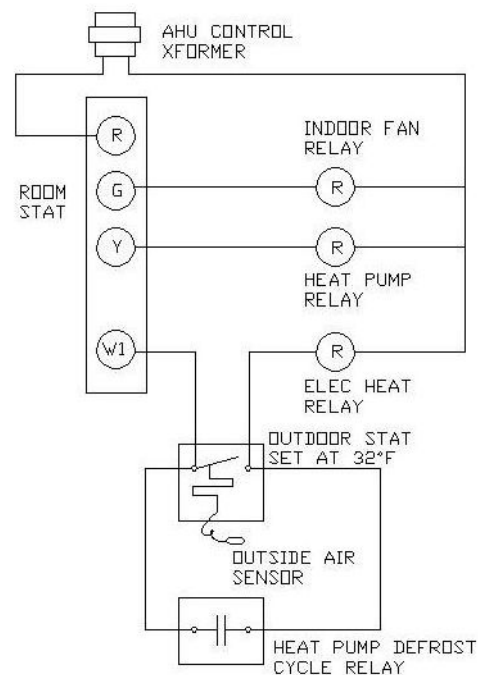 AHU CONTROL
XFORMER
R
INDOOR FAN
RELAY
ROOM
STAT
G
R
Y
R
HEAT PUMP
RELAY
W1
R
ELEC HEAT
RELAY
OUTDOOR STAT
SET AT 32°F
OUTSIDE AIR
SENSOR
HEAT PUMP DEFROST
CYCLE RELAY